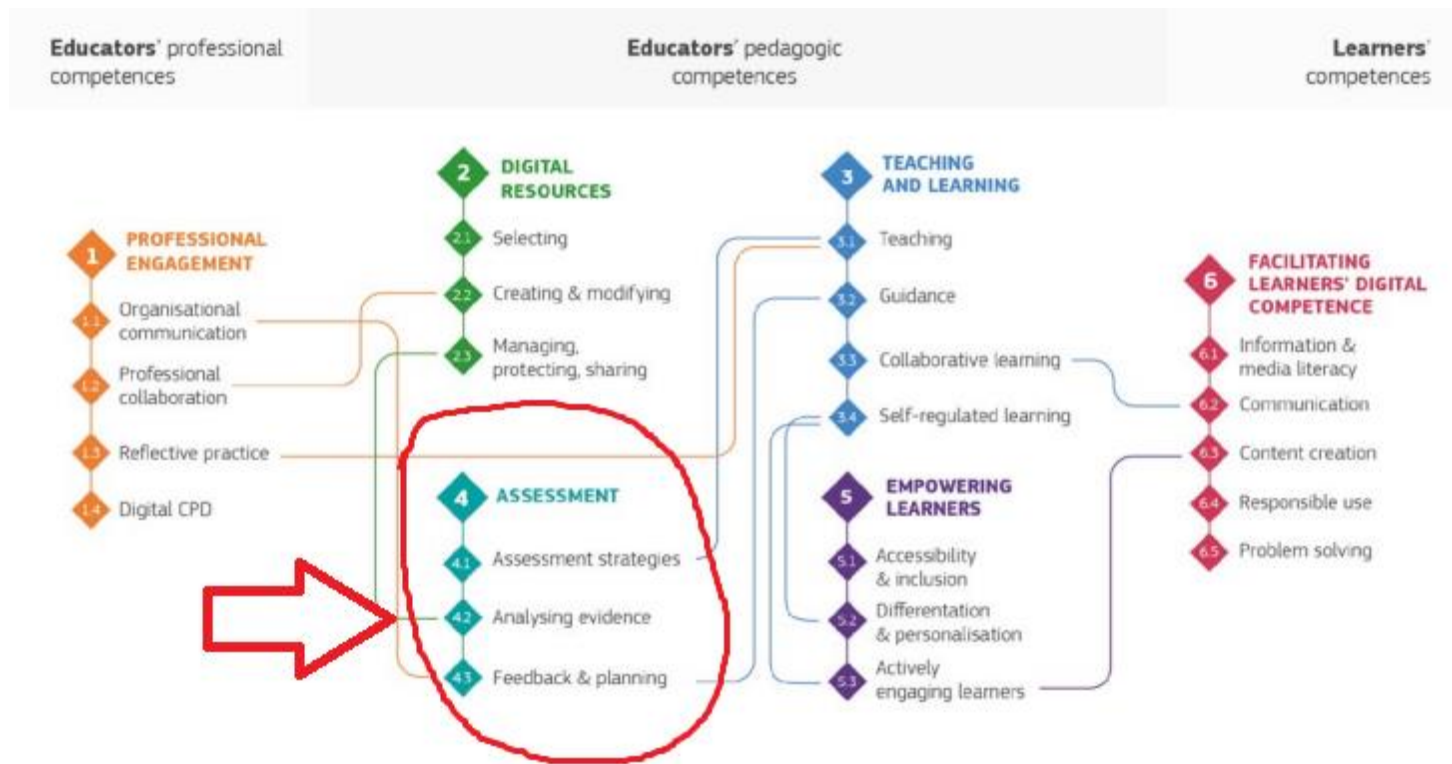 Educators' professional
competences
Educators' pedagogic
competences
Learners'
competences
1
PROFESSIONAL
ENGAGEMENT
1.1
Organisational
communication
1.2
Professional
collaboration
1.3
Reflective practice
1.4
Digital CPD
2
DIGITAL
RESOURCES
2.1
Selecting
2.2
Creating & modifying
2.3
Managing,
protecting, sharing
3
TEACHING
AND LEARNING
3.1
Teaching
3.2
Guidance
3.3
Collaborative learning
3.4
Self-regulated learning
4
ASSESSMENT
4.1
Assessment strategies
4.2
Analysing evidence
4.3
Feedback & planning
5
EMPOWERING
LEARNERS
5.1
Accessibility
& inclusion
5.2
Differentation
& personalisation
5.3
Actively
engaging learners
6
FACILITATING
LEARNERS' DIGITAL
COMPETENCE
6.1
Information &
media literacy
6.2
Communication
6.3
Content creation
6.4
Responsible use
6.5
Problem solving